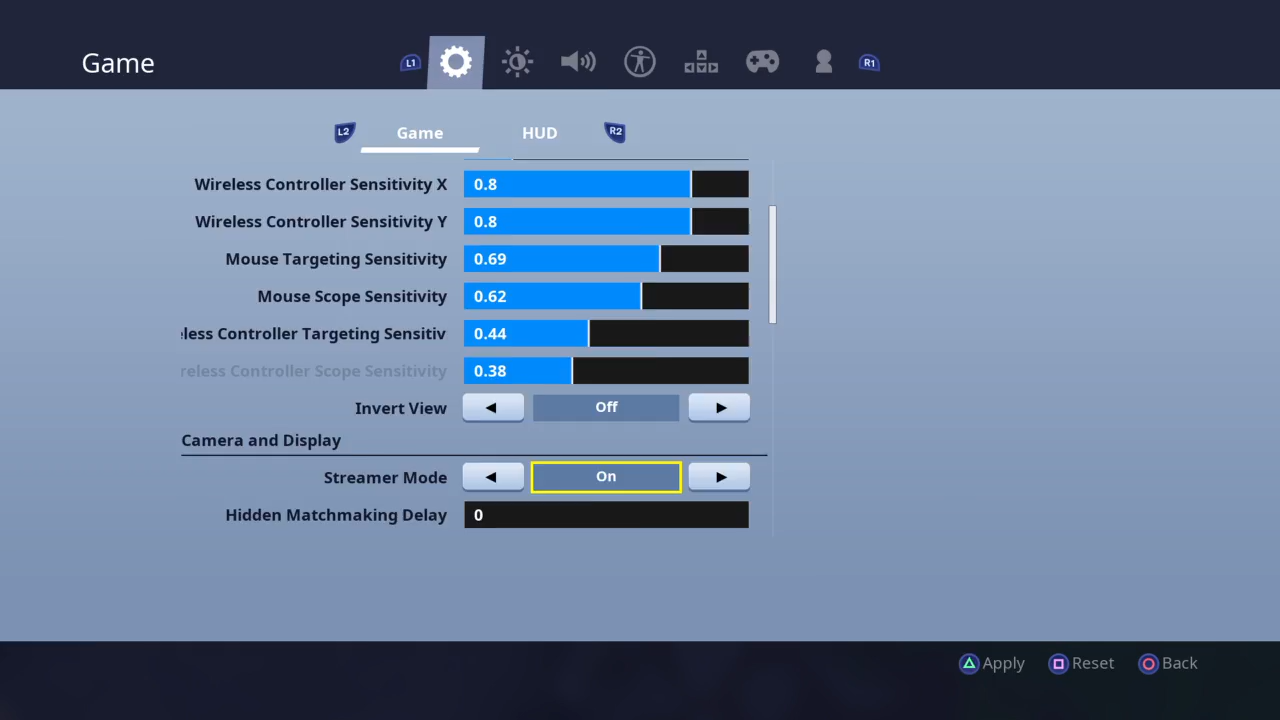 Game
L1
R1
L2
Game
HUD
R2
Wireless Controller Sensitivity X
0.8
Wireless Controller Sensitivity Y
0.8
Mouse Targeting Sensitivity
0.69
Mouse Scope Sensitivity
0.62
less Controller Targeting Sensitiv
0.44
reless Controller Scope Sensitivity
0.38
Invert View
Off
Camera and Display
Streamer Mode
On
Hidden Matchmaking Delay
0
Apply
Reset
Back